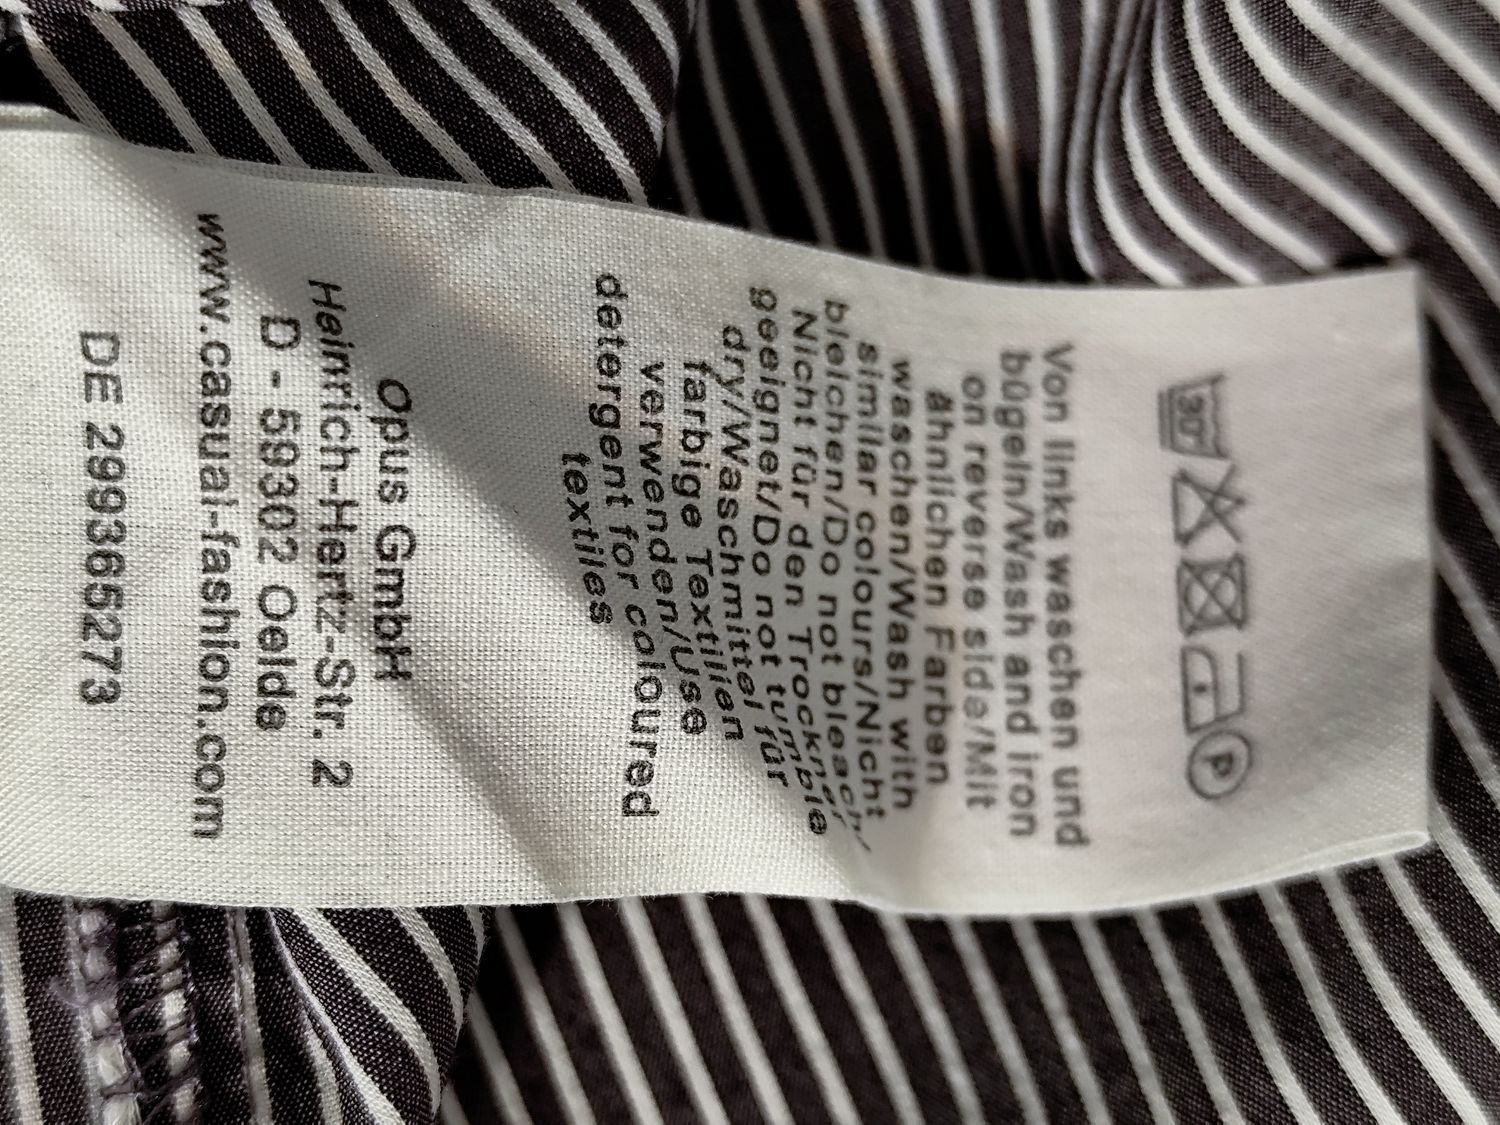 30°
P
Von links waschen und
bügeln/Wash and iron
on reverse side/Mit
ähnlichen Farben
waschen/Wash with
similar colours/Nicht
bleichen/Do not bleach/
Nicht für den Trockner
geeignet/Do not tumble
dry/Waschmittel für
farbige Textilien
verwenden/Use
detergent for coloured
textiles
Opus GmbH
Heinrich-Hertz-Str. 2
D - 59302 Oelde
www.casual-fashion.com
DE 299365273